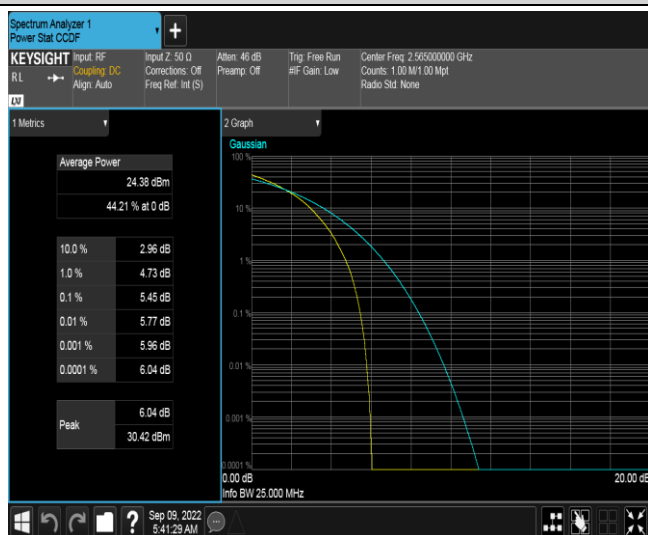 Spectrum Analyzer 1
Power Stat CCDF
KEYSIGHT
RL
Input: RF
Coupling: DC
Align: Auto
Input Z: 50 Ω
Corrections: Off
Freq Ref: Int (S)
Atten: 46 dB
Preamp: Off
Trig: Free Run
#IF Gain: Low
Center Freq: 2.565000000 GHz
Counts: 1.00 M/1.00 Mpt
Radio Std: None
LXI
1 Metrics
Average Power
24.38 dBm
44.21 % at 0 dB
10.0 % 2.96 dB
1.0 % 4.73 dB
0.1 % 5.45 dB
0.01 % 5.77 dB
0.001 % 5.96 dB
0.0001 % 6.04 dB
Peak
6.04 dB
30.42 dBm
2 Graph
Gaussian
100 %
10 %
1 %
0.1 %
0.01 %
0.001 %
0.0001 %
0.00 dB 20.00 dB
Info BW 25.000 MHz
?
Sep 09, 2022
5:41:29 AM